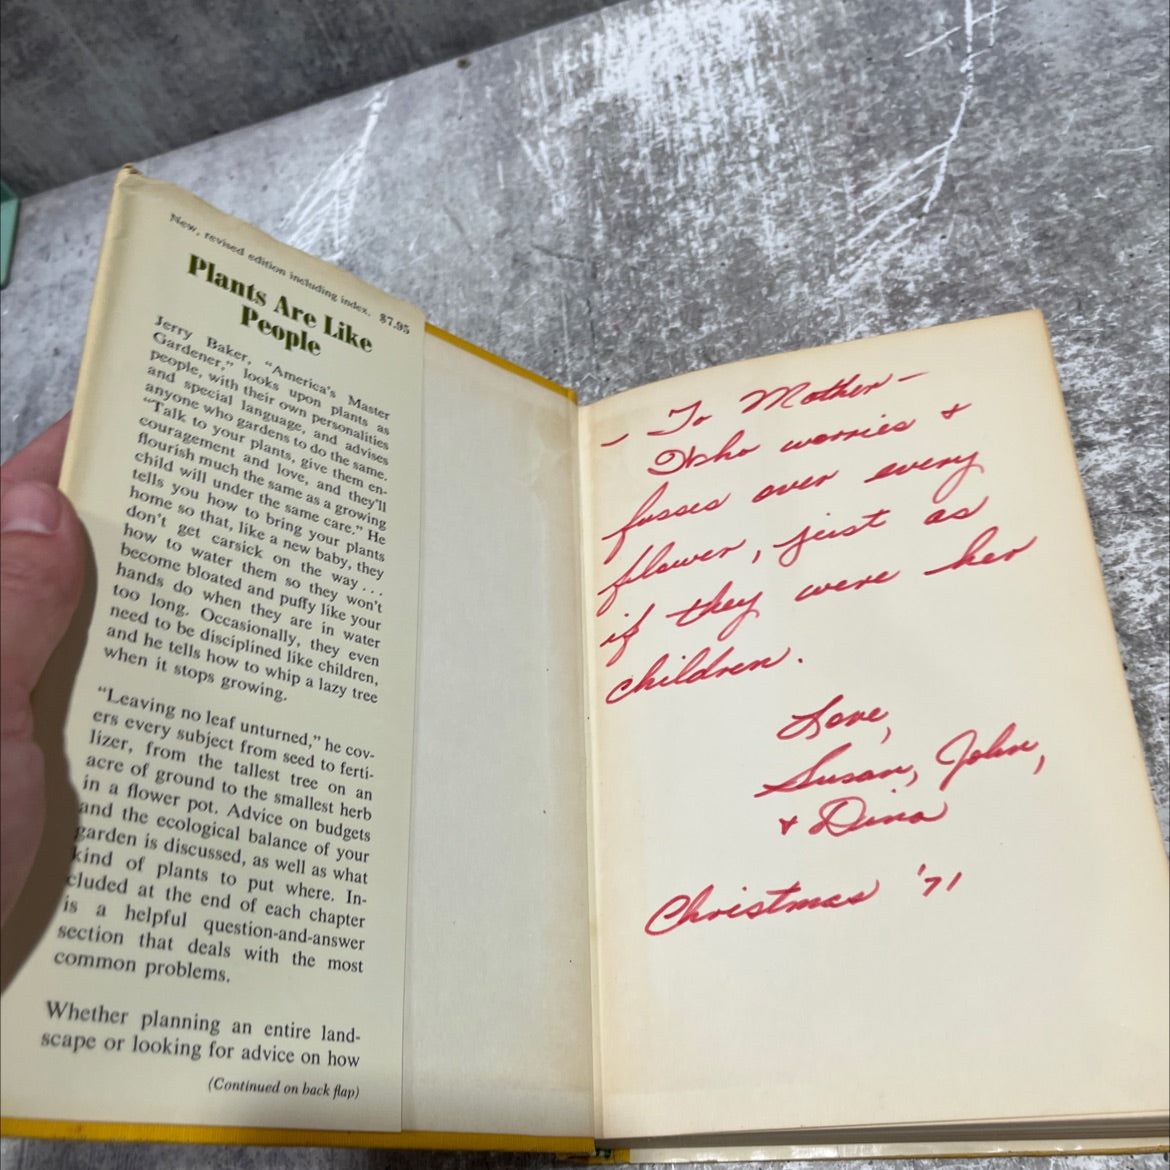 New, revised edition including index. $7.95
Plants Are Like
People
Jerry Baker, “America’s Master
Gardener,” looks upon plants as
people, with their own personalities
and special language, and advises
anyone who gardens to do the same.
“Talk to your plants, give them en-
couragement and love, and they’ll
flourish much the same as a growing
child will under the same care.” He
tells you how to bring your plants
home so that, like a new baby, they
don’t get carsick on the way . . .
how to water them so they won’t
become bloated and puffy like your
hands do when they are in water
too long. Occasionally, they even
need to be disciplined like children,
and he tells how to whip a lazy tree
when it stops growing.
“Leaving no leaf unturned,” he cov-
ers every subject from seed to ferti-
lizer, from the tallest tree on an
acre of ground to the smallest herb
in a flower pot. Advice on budgets
and the ecological balance of your
garden is discussed, as well as what
kind of plants to put where. In-
cluded at the end of each chapter
is a helpful question-and-answer
section that deals with the most
common problems.
Whether planning an entire land-
scape or looking for advice on how
(Continued on back flap)
— To Mother —
Who worries &
fusses over every
flower, just as
if they were her
children.
Love,
Susan, John,
& Dina
Christmas '71